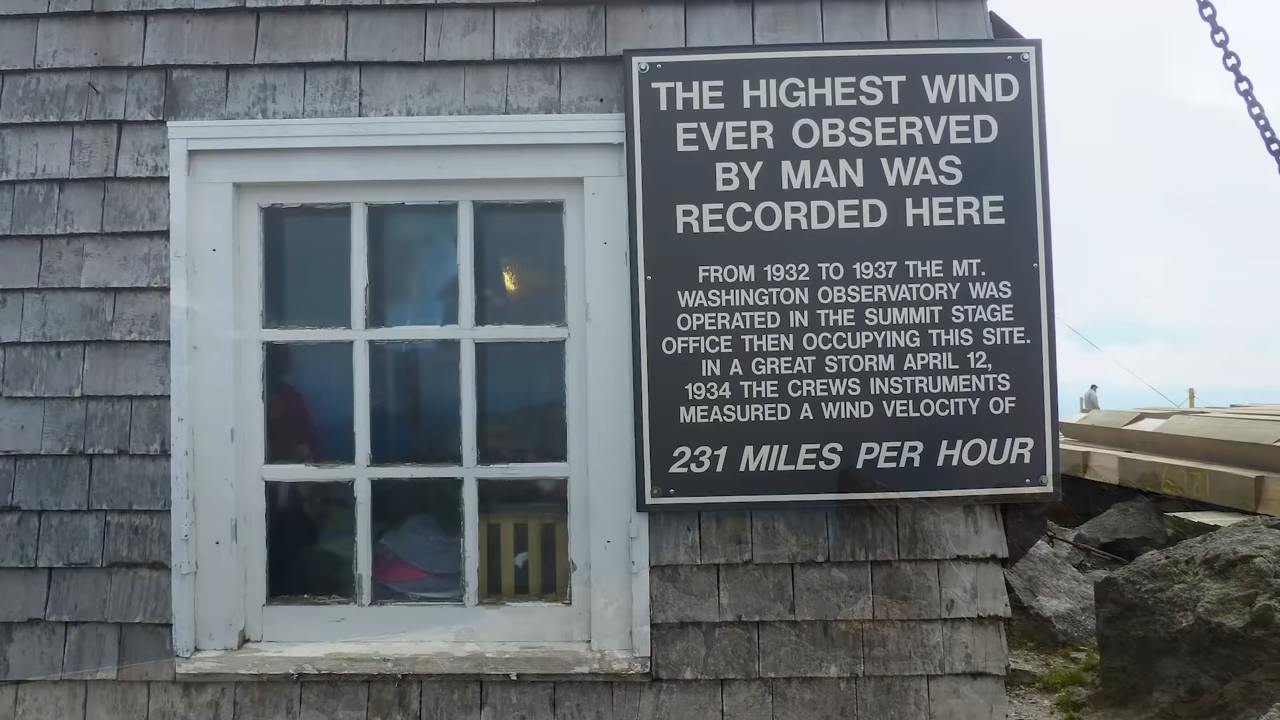 THE HIGHEST WIND
EVER OBSERVED
BY MAN WAS
RECORDED HERE
FROM 1932 TO 1937 THE MT.
WASHINGTON OBSERVATORY WAS
OPERATED IN THE SUMMIT STAGE
OFFICE THEN OCCUPYING THIS SITE.
IN A GREAT STORM APRIL 12,
1934 THE CREWS INSTRUMENTS
MEASURED A WIND VELOCITY OF
231 MILES PER HOUR